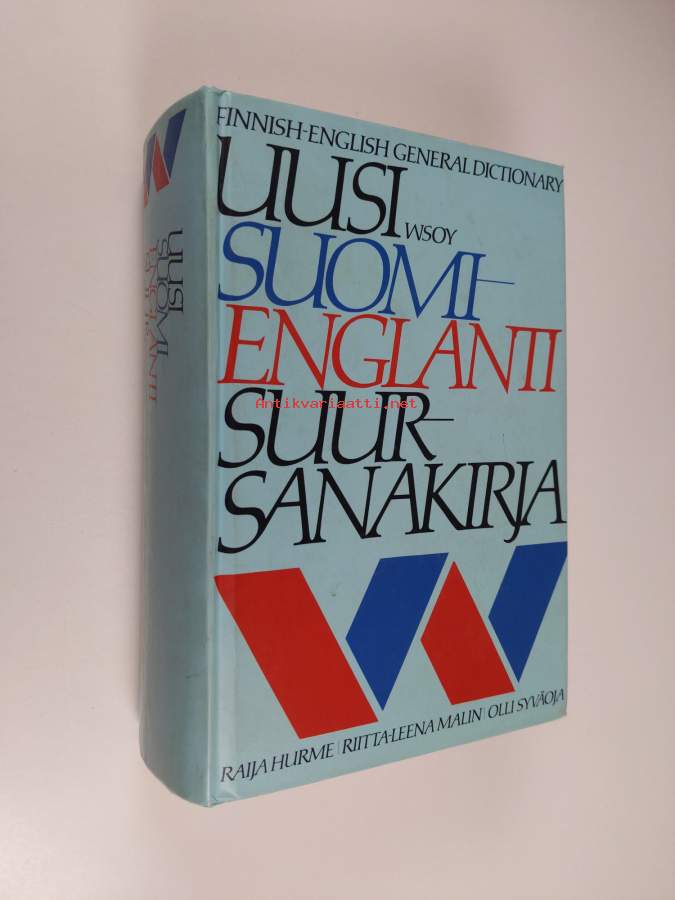 FINNISH-ENGLISH GENERAL DICTIONARY
UUSI
WSOY
SUOMI-
ENGLANTI
SUUR-
SANAKIRJA
RAIJA HURME | RIITTA-LEENA MALIN | OLLI SYVÄOJA
UUSI
SUOMI
ENGLANTI
Antikvariaatti.net